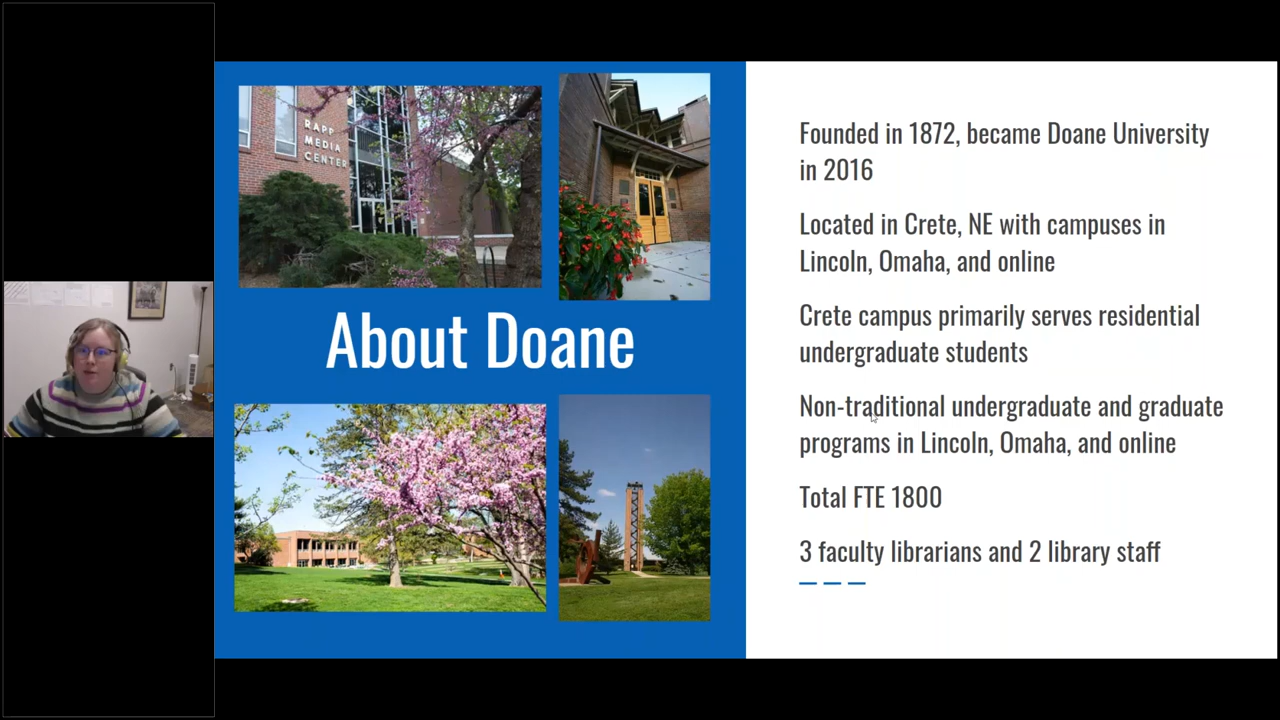 RAPP
MEDIA
CENTER
About Doane
Founded in 1872, became Doane University
in 2016
Located in Crete, NE with campuses in
Lincoln, Omaha, and online
Crete campus primarily serves residential
undergraduate students
Non-traditional undergraduate and graduate
programs in Lincoln, Omaha, and online
Total FTE 1800
3 faculty librarians and 2 library staff